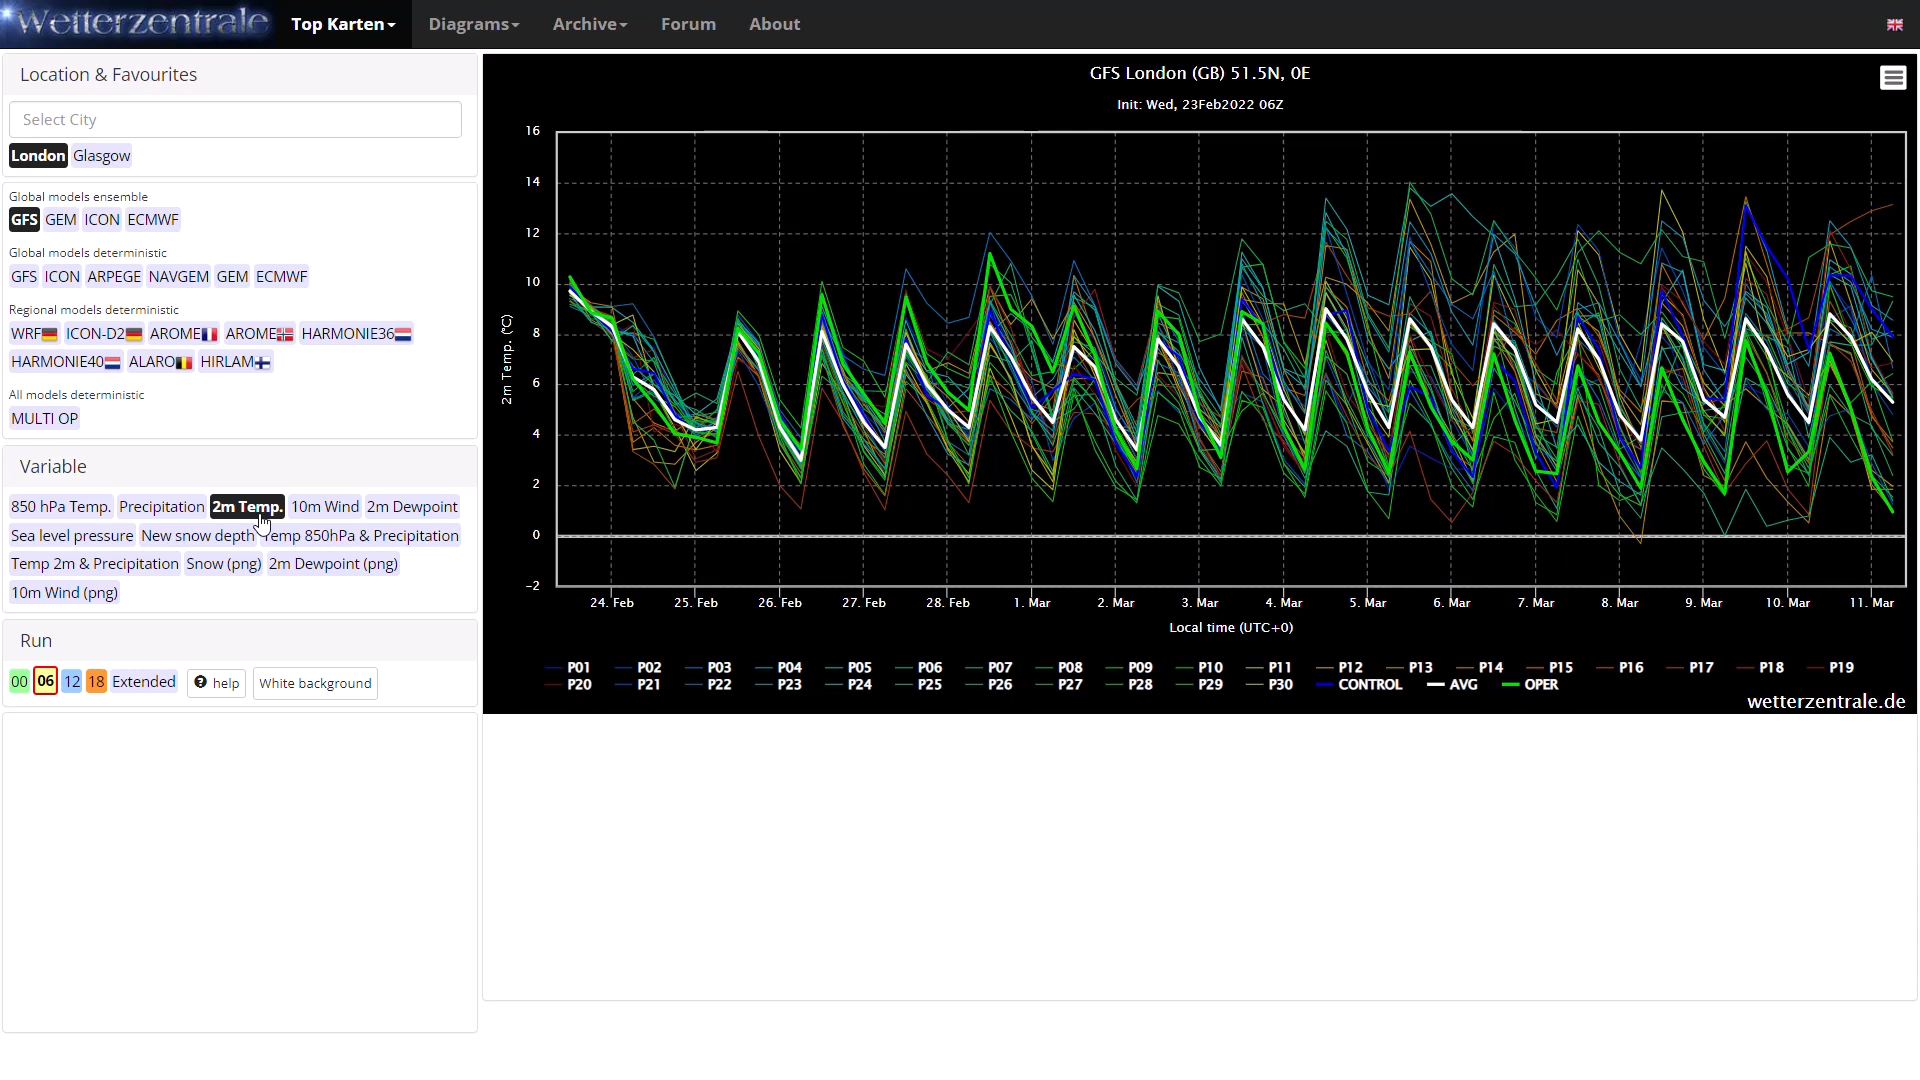 Wetterzentrale Top Karten Diagrams Archive Forum About
Location & Favourites
Select City
London Glasgow
Global models ensemble
GFS GEM ICON ECMWF
Global models deterministic
GFS ICON ARPEGE NAVGEM GEM ECMWF
Regional models deterministic
WRF ICON-D2 AROME AROME HARMONIE36
HARMONIE40 ALARO HIRLAM
All models deterministic
MULTI OP
Variable
850 hPa Temp. Precipitation 2m Temp. 10m Wind 2m Dewpoint
Sea level pressure New snow depth Temp 850hPa & Precipitation
Temp 2m & Precipitation Snow (png) 2m Dewpoint (png)
10m Wind (png)
Run
00 06 12 18 Extended help White background
GFS London (GB) 51.5N, 0E
Init: Wed, 23Feb2022 06Z
16
14
12
10
8
6
4
2
0
-2
2m Temp. (°C)
24. Feb 25. Feb 26. Feb 27. Feb 28. Feb 1. Mar 2. Mar 3. Mar 4. Mar 5. Mar 6. Mar 7. Mar 8. Mar 9. Mar 10. Mar 11. Mar
Local time (UTC+0)
P01 P02 P03 P04 P05 P06 P07 P08 P09 P10 P11 P12 P13 P14 P15 P16 P17 P18 P19
P20 P21 P22 P23 P24 P25 P26 P27 P28 P29 P30 CONTROL AVG OPER
wetterzentrale.de